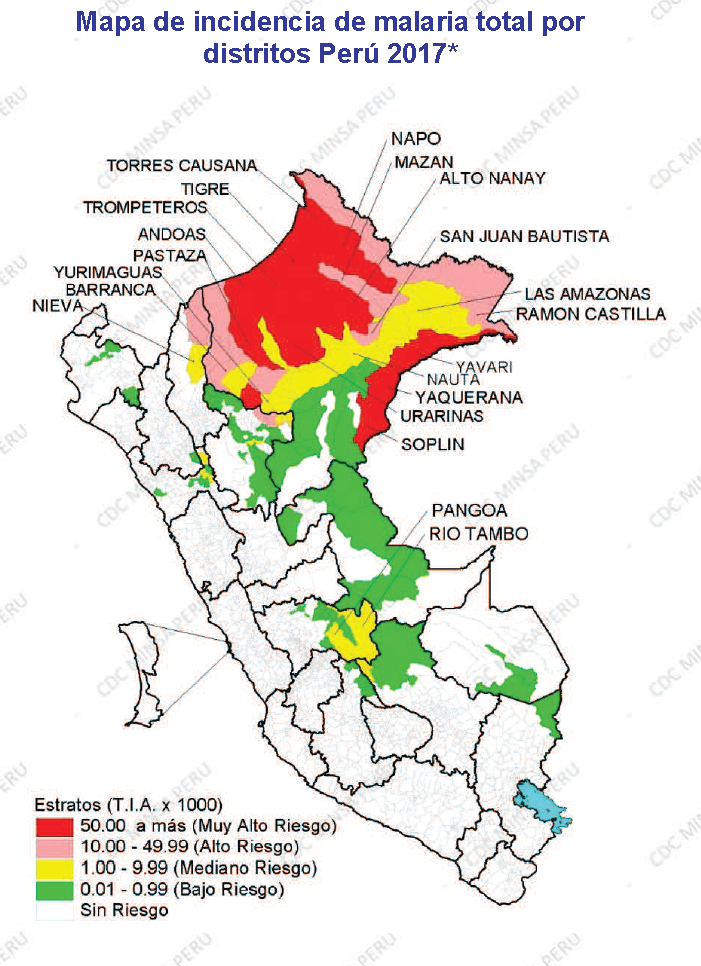 Mapa de incidencia de malaria total por
distritos Perú 2017*
NAPO
MAZAN
TORRES CAUSANA
ALTO NANAY
TIGRE
TROMPETEROS
ANDOAS
SAN JUAN BAUTISTA
PASTAZA
YURIMAGUAS
BARRANCA
LAS AMAZONAS
NIEVA
RAMON CASTILLA
YAVARI
NAUTA
YAQUERANA
URARINAS
SOPLIN
PANGOA
RIO TAMBO
Estratos (T.I.A. x 1000)
50.00 a más (Muy Alto Riesgo)
10.00 - 49.99 (Alto Riesgo)
1.00 - 9.99 (Mediano Riesgo)
0.01 - 0.99 (Bajo Riesgo)
Sin Riesgo
CDC MINSA PERU